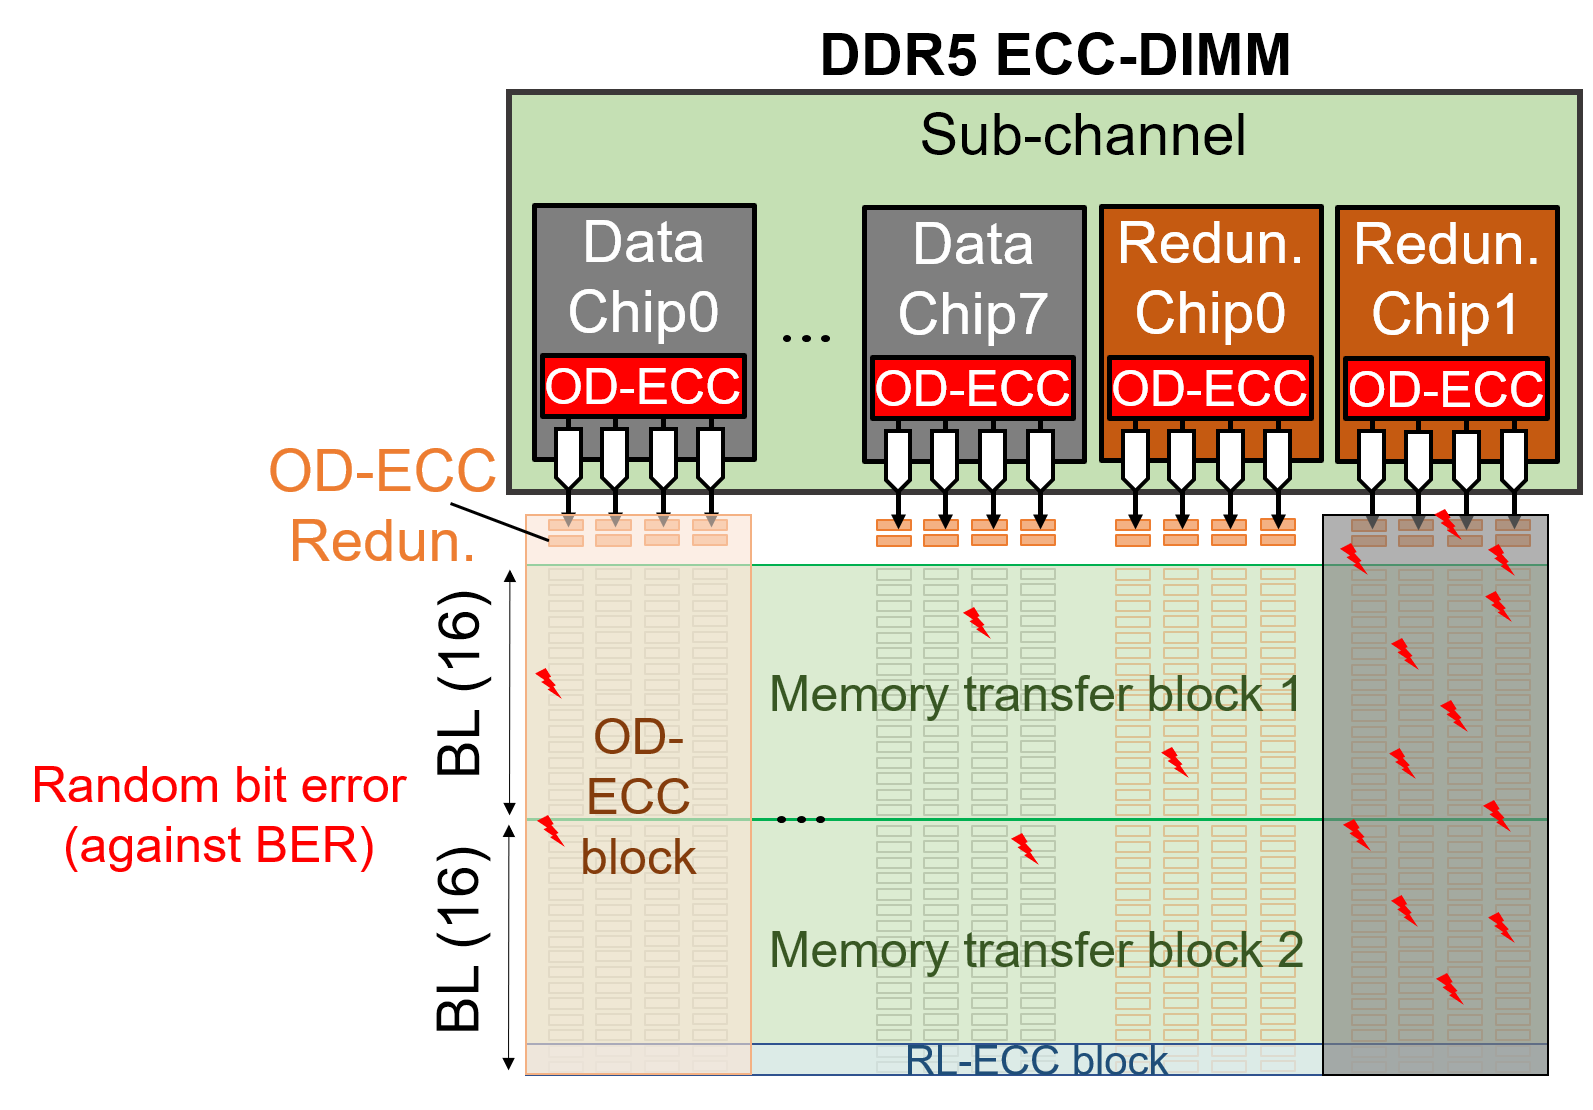 DDR5 ECC-DIMM
Sub-channel
Data
Chip0
OD-ECC
...
Data
Chip7
OD-ECC
Redun.
Chip0
OD-ECC
Redun.
Chip1
OD-ECC
OD-ECC
Redun.
BL (16)
Memory transfer block 1
OD-
ECC
block
Random bit error
(against BER)
...
BL (16)
Memory transfer block 2
RL-ECC block